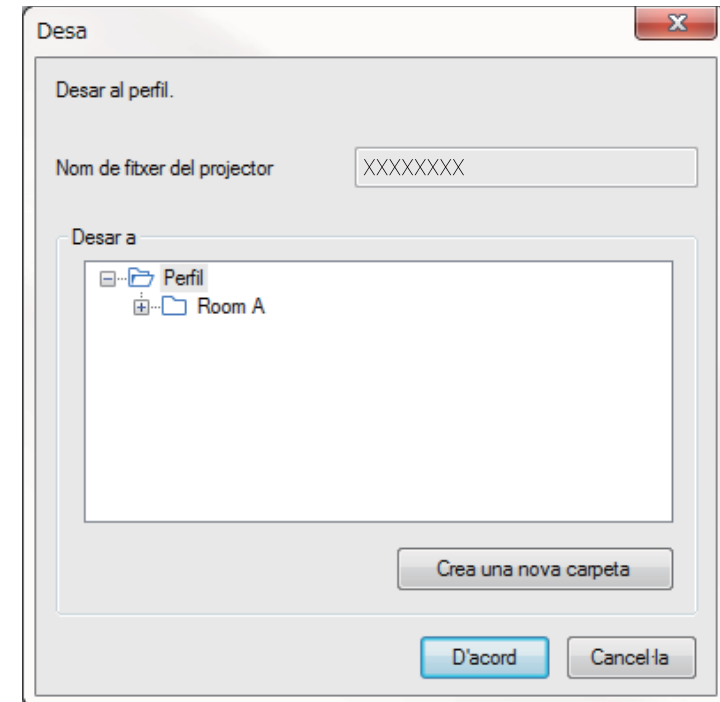 Desa
Desar al perfil.
Nom de fitxer del projector XXXXXXXX
Desar a
Perfil
Room A
Crea una nova carpeta
D'acord Cancel·la